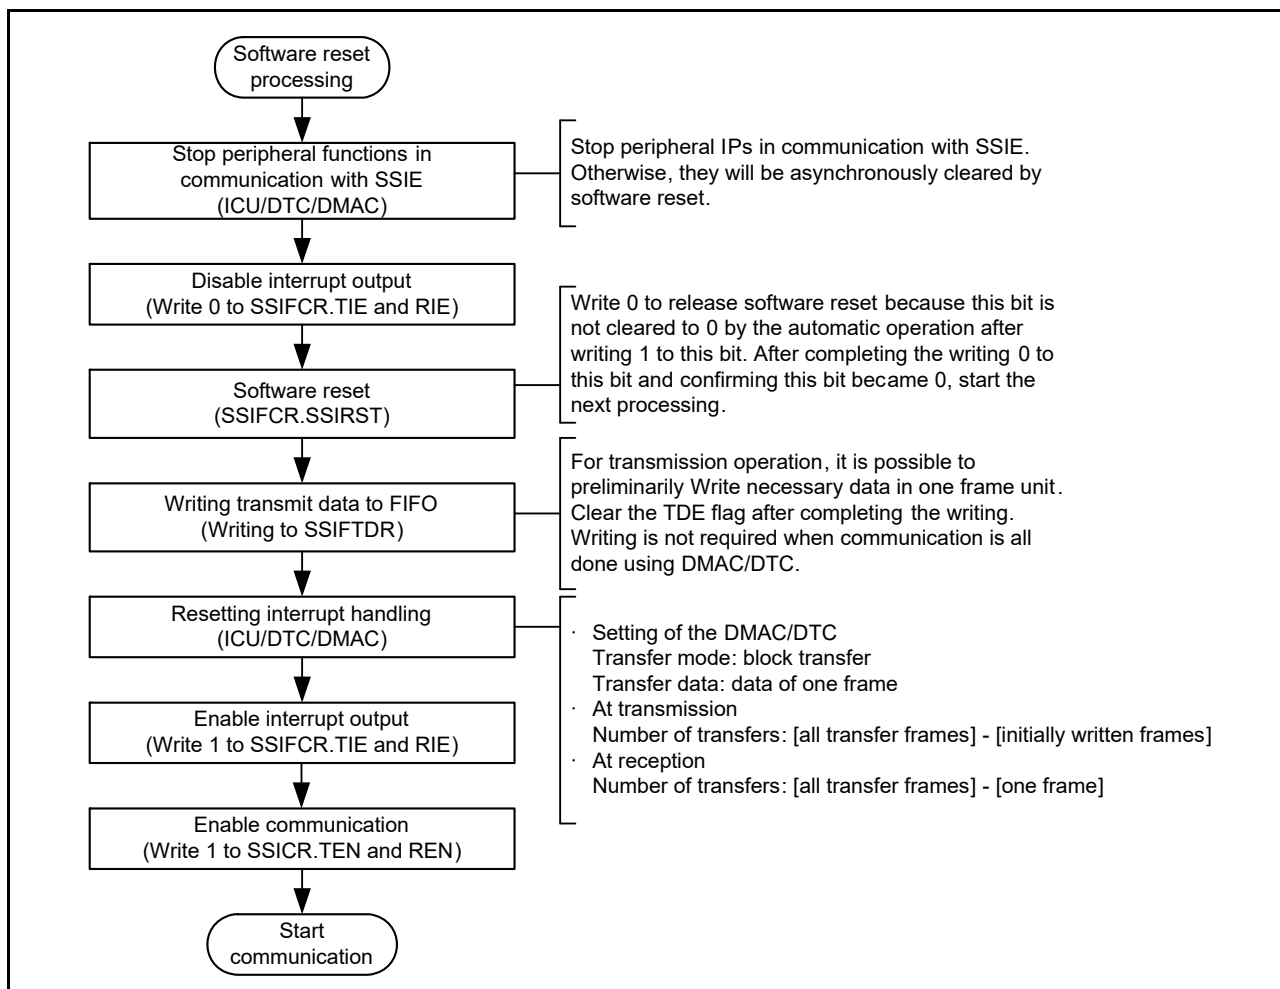 Software reset
processing
Stop peripheral functions in
communication with SSIE
(ICU/DTC/DMAC)
Stop peripheral IPs in communication with SSIE.
Otherwise, they will be asynchronously cleared by
software reset.
Disable interrupt output
(Write 0 to SSIFCR.TIE and RIE)
Software reset
(SSIFCR.SSIRST)
Write 0 to release software reset because this bit is
not cleared to 0 by the automatic operation after
writing 1 to this bit. After completing the writing 0 to
this bit and confirming this bit became 0, start the
next processing.
Writing transmit data to FIFO
(Writing to SSIFTDR)
For transmission operation, it is possible to
preliminarily Write necessary data in one frame unit.
Clear the TDE flag after completing the writing.
Writing is not required when communication is all
done using DMAC/DTC.
Resetting interrupt handling
(ICU/DTC/DMAC)
· Setting of the DMAC/DTC
Transfer mode: block transfer
Transfer data: data of one frame
· At transmission
Number of transfers: [all transfer frames] - [initially written frames]
· At reception
Number of transfers: [all transfer frames] - [one frame]
Enable interrupt output
(Write 1 to SSIFCR.TIE and RIE)
Enable communication
(Write 1 to SSICR.TEN and REN)
Start
communication